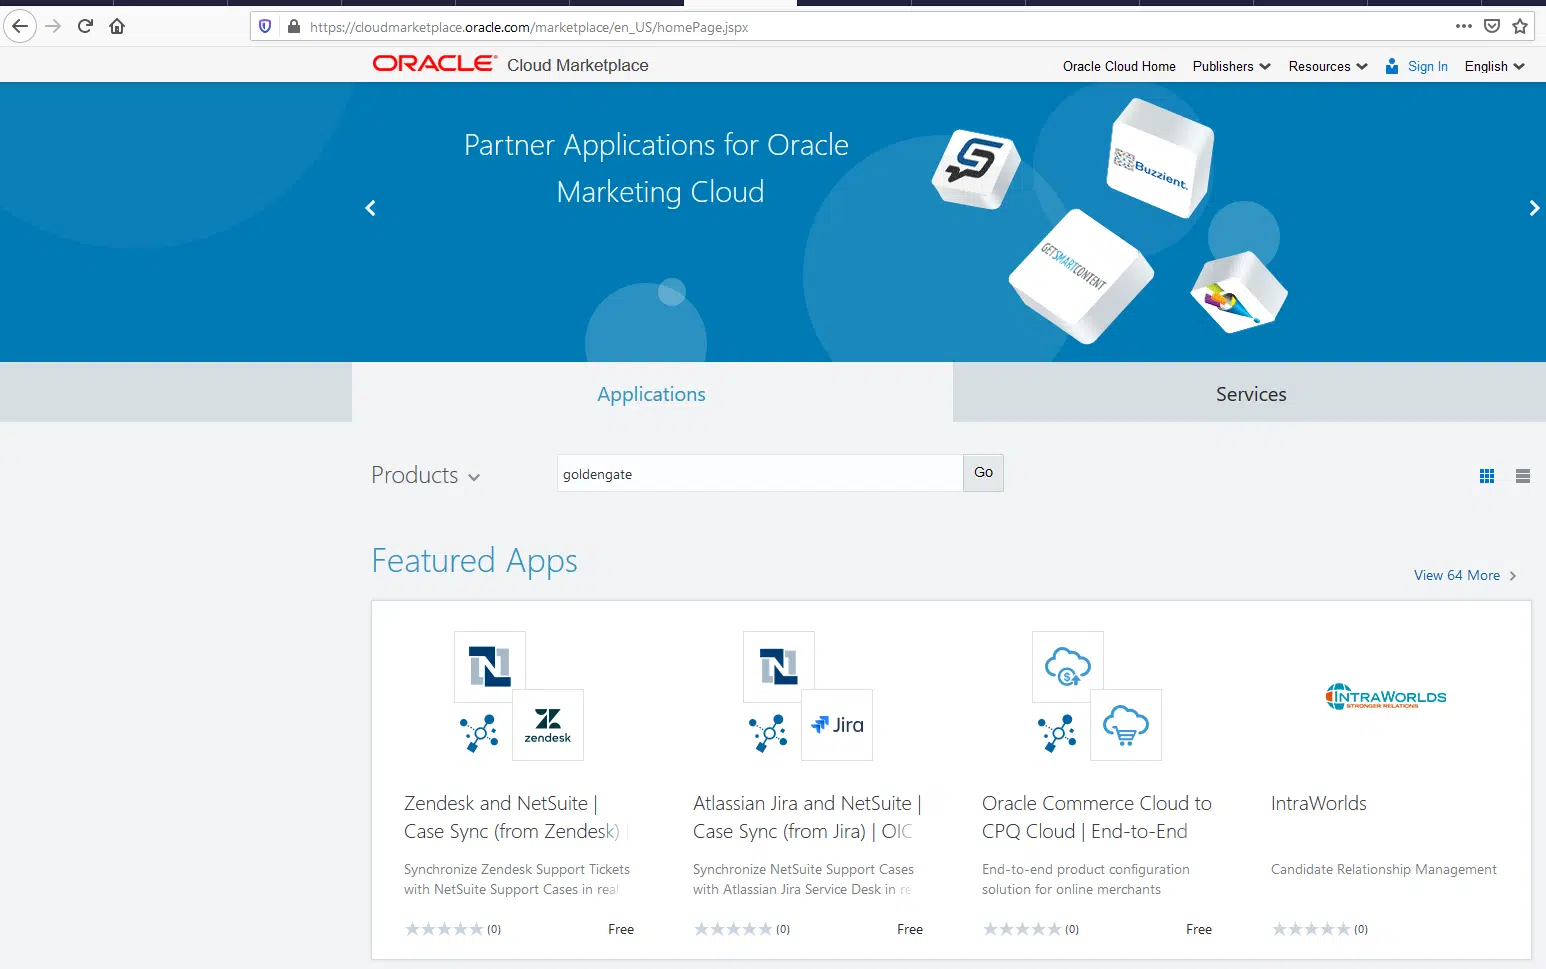 https://cloudmarketplace.oracle.com/marketplace/en_US/homePage.jspx
ORACLE® Cloud Marketplace
Oracle Cloud Home Publishers Resources Sign In English
Partner Applications for Oracle
Marketing Cloud
Buzzient.
GETSMARTCONTENT
Applications Services
Products goldengate Go
Featured Apps
View 64 More
zendesk
Jira
INTRAWORLDS
STRONGER RELATIONS
Zendesk and NetSuite |
Case Sync (from Zendesk) |
Synchronize Zendesk Support Tickets
with NetSuite Support Cases in real
(0) Free
Atlassian Jira and NetSuite |
Case Sync (from Jira) | OIC
Synchronize NetSuite Support Cases
with Atlassian Jira Service Desk in re
(0) Free
Oracle Commerce Cloud to
CPQ Cloud | End-to-End
End-to-end product configuration
solution for online merchants
(0) Free
IntraWorlds
Candidate Relationship Management
(0)